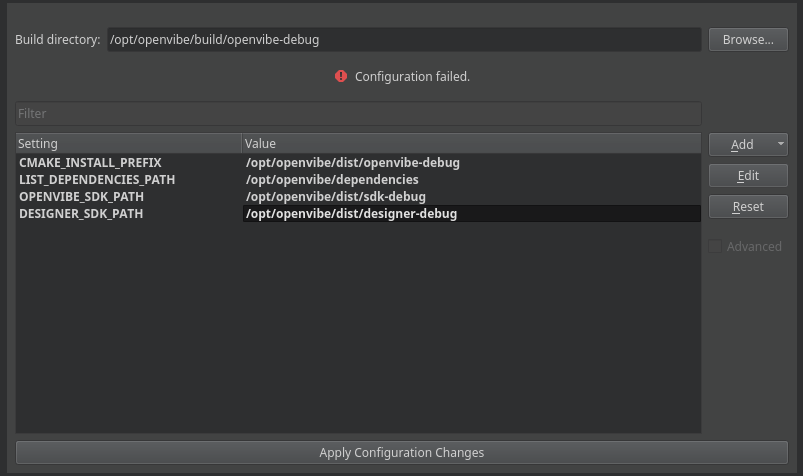 Build directory: /opt/openvibe/build/openvibe-debug Browse...
Configuration failed.
Filter
Setting Value Add
CMAKE_INSTALL_PREFIX /opt/openvibe/dist/openvibe-debug
LIST_DEPENDENCIES_PATH /opt/openvibe/dependencies Edit
OPENVIBE_SDK_PATH /opt/openvibe/dist/sdk-debug
DESIGNER_SDK_PATH /opt/openvibe/dist/designer-debug Reset
Advanced
Apply Configuration Changes